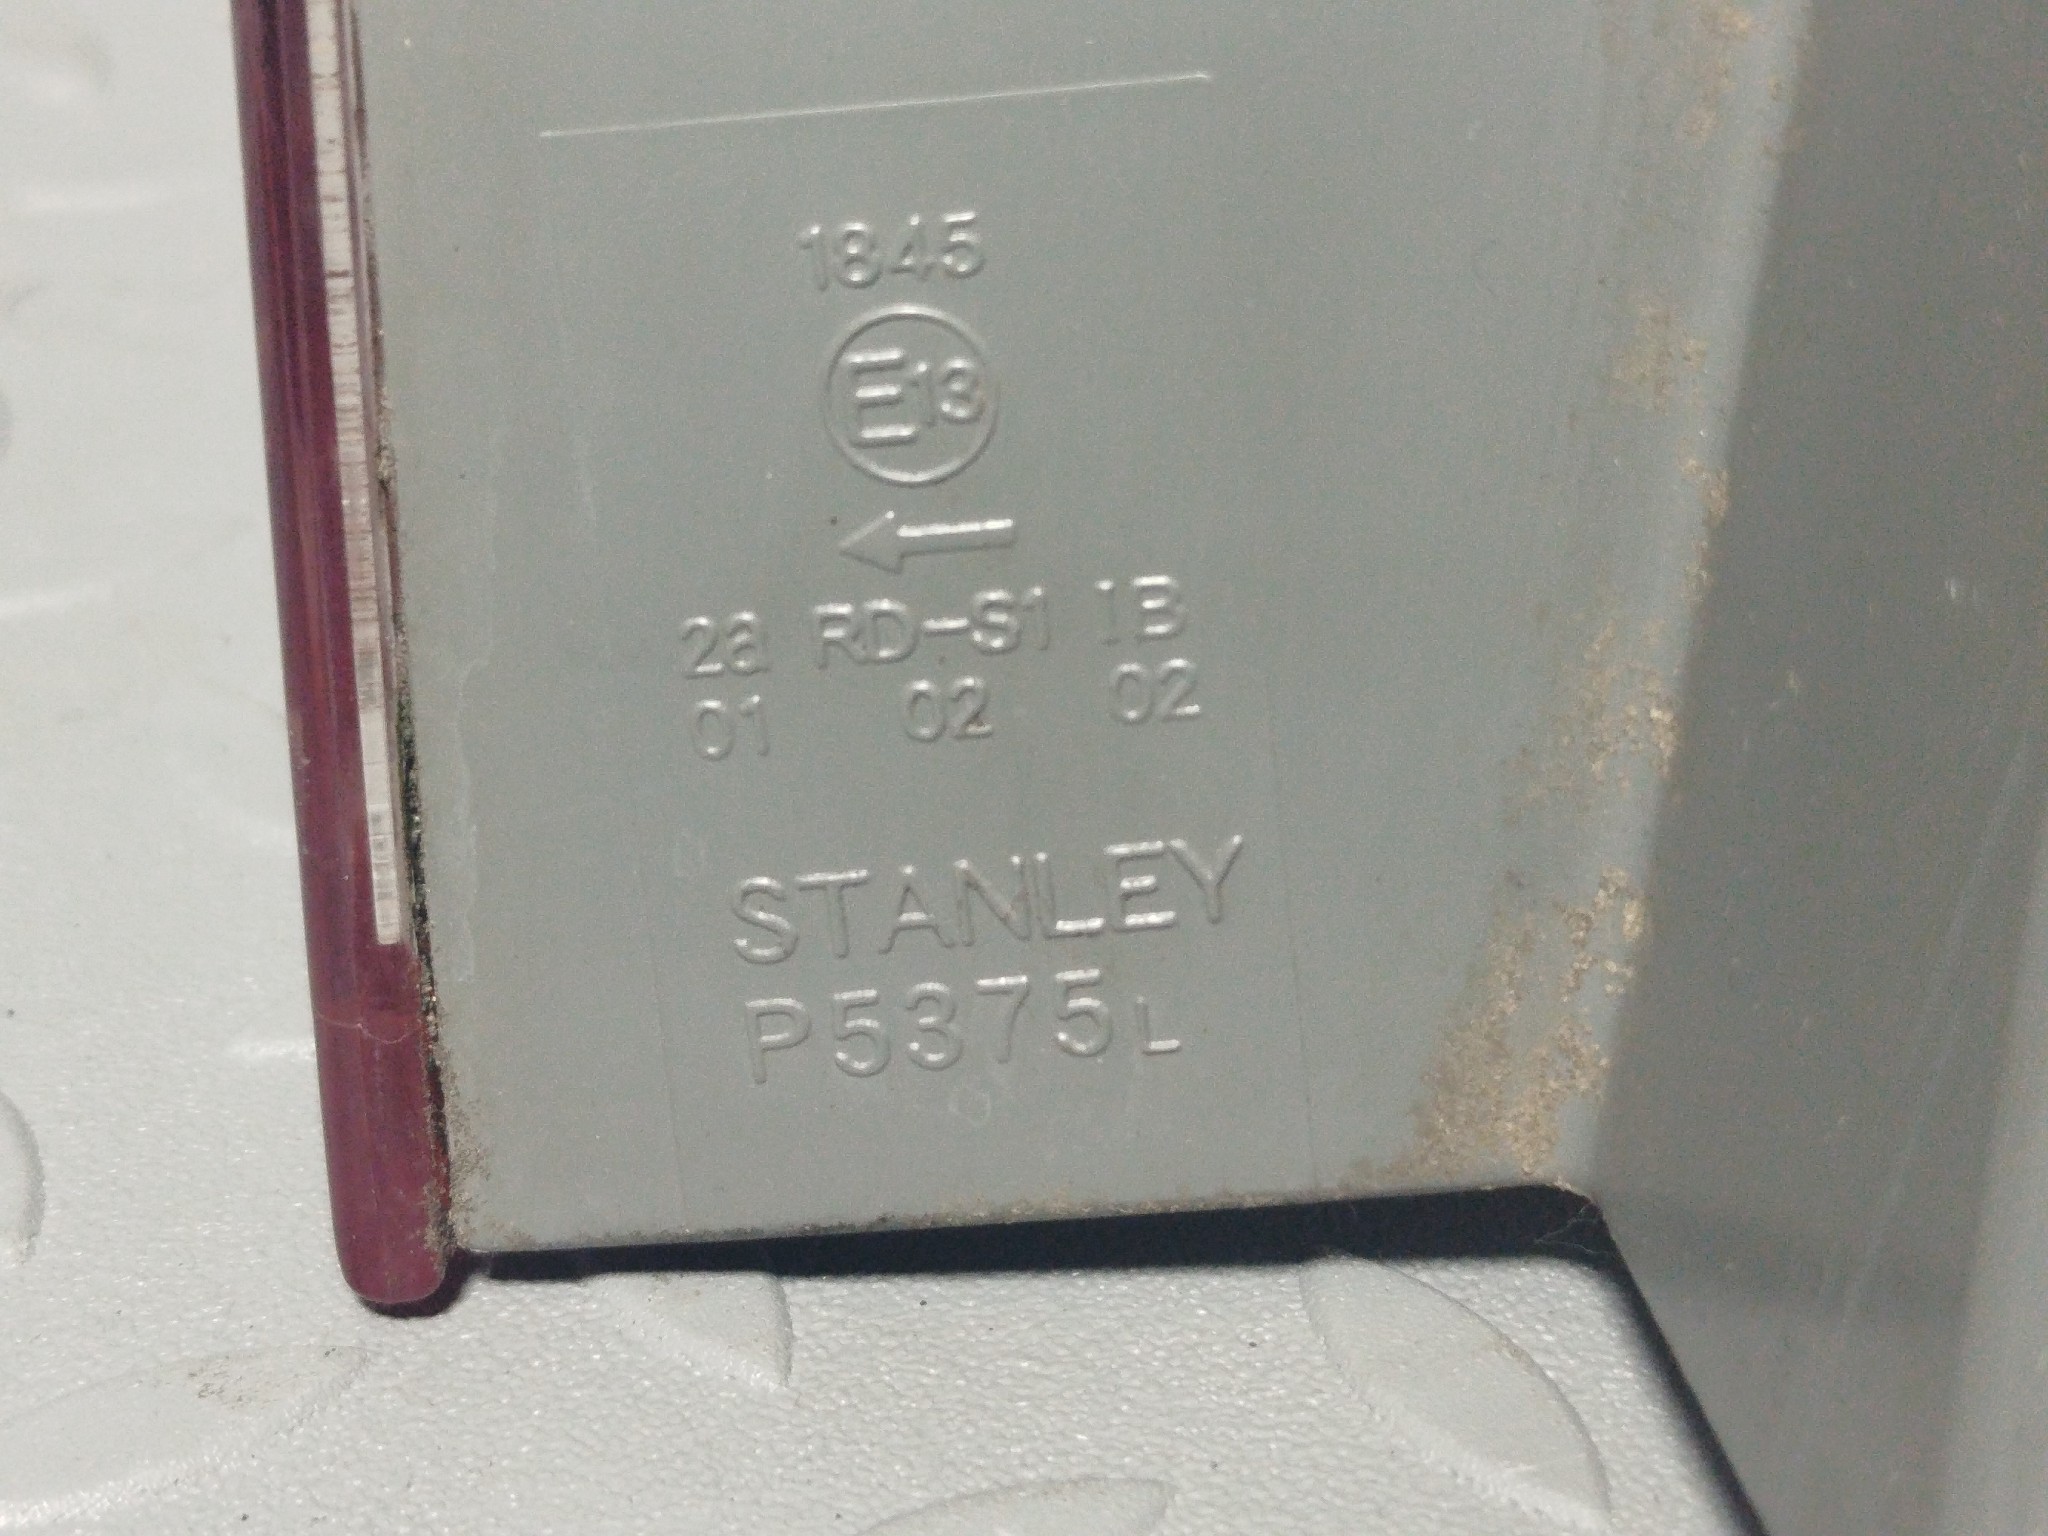 1845
E13
←
2a RD-S1 IB
01 02 02
STANLEY
P5375L